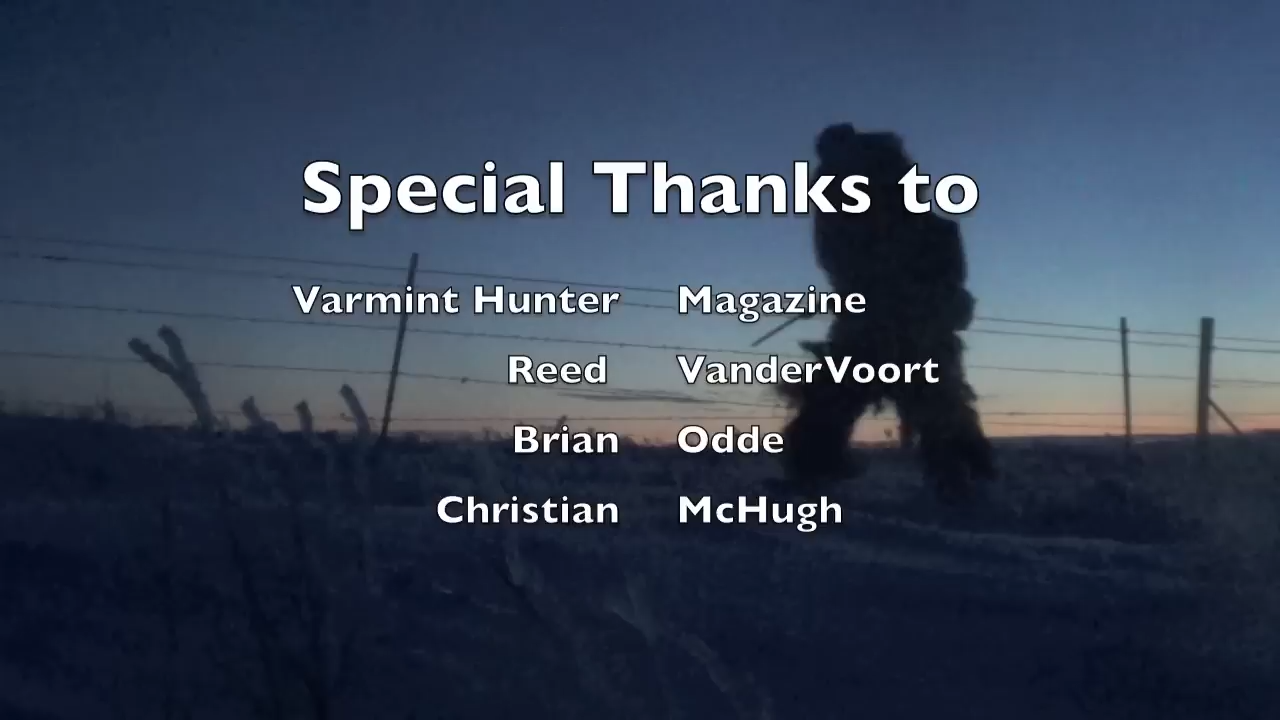 Special Thanks to
Varmint Hunter Magazine
Reed VanderVoort
Brian Odde
Christian McHugh